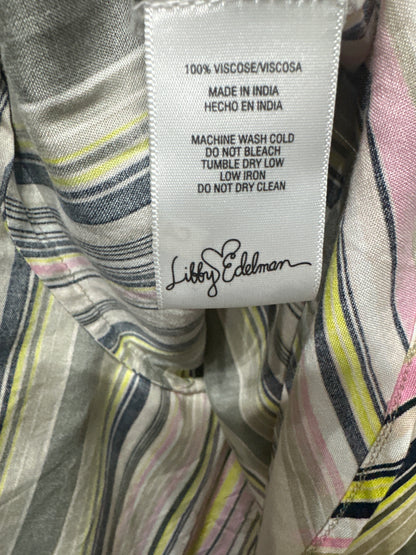 100% VISCOSE/VISCOSA
MADE IN INDIA
HECHO EN INDIA
MACHINE WASH COLD
DO NOT BLEACH
TUMBLE DRY LOW
LOW IRON
DO NOT DRY CLEAN
Libby Edelman